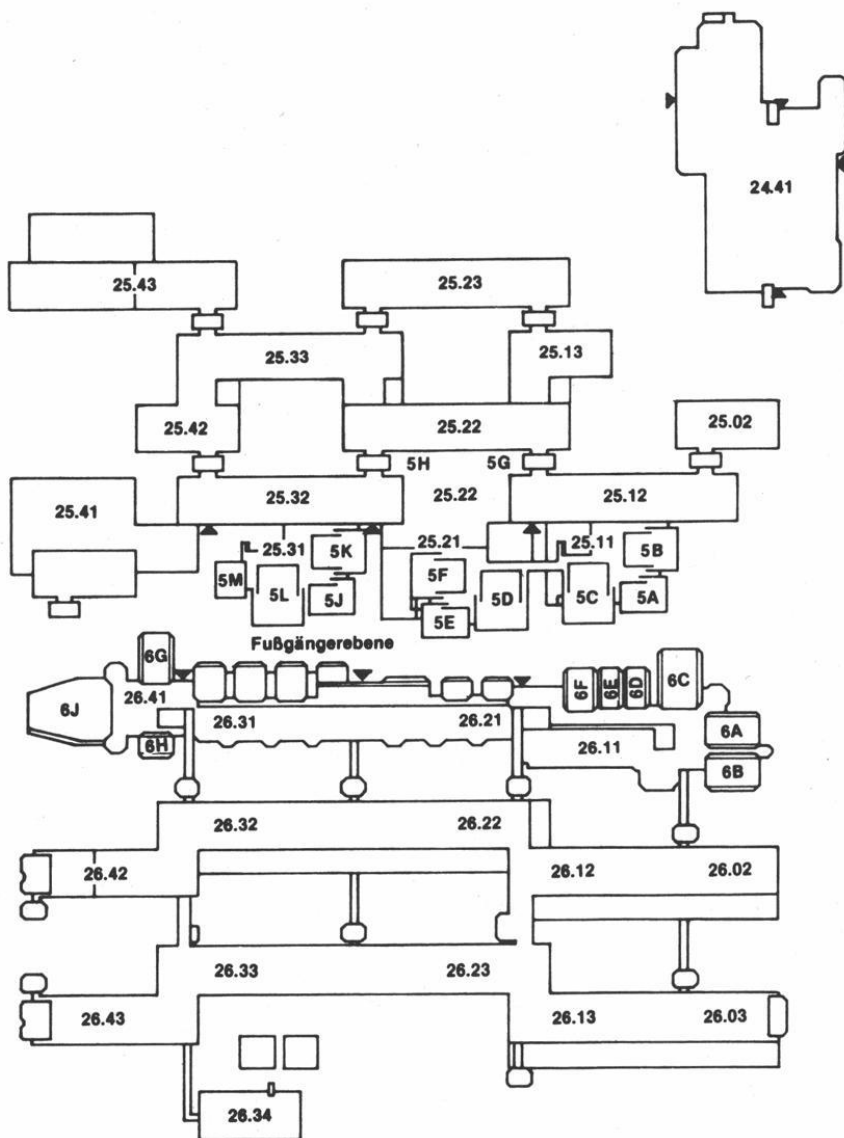 24.41
25.43
25.23
25.33
25.13
25.42
25.22
25.02
5H
5G
25.41
25.32
25.22
25.12
25.31
5K
25.21
25.11
5B
5M
5L
5J
5F
5E
5D
5C
5A
Fußgängerebene
6G
6J
26.41
6H
26.31
26.21
6F
6E
6D
6C
26.11
6A
6B
26.32
26.22
26.42
26.12
26.02
26.33
26.23
26.43
26.13
26.03
26.34